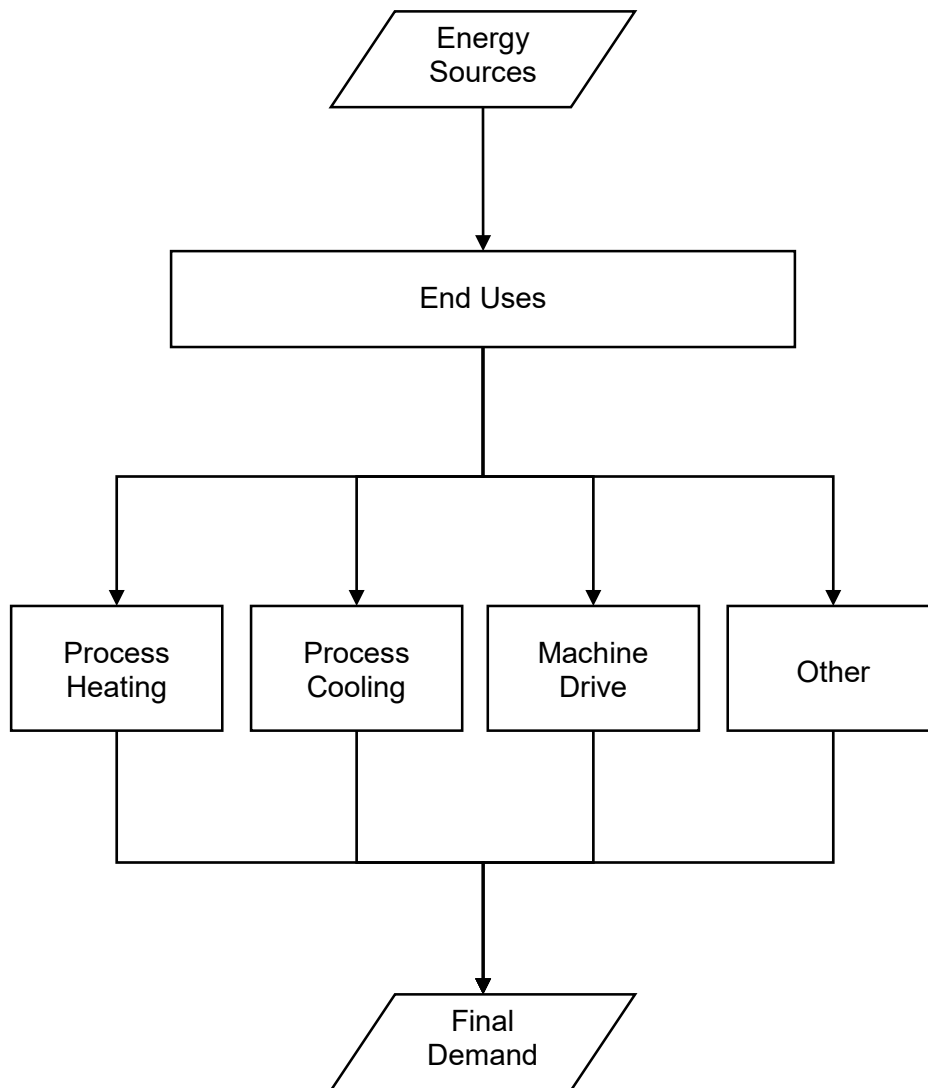 Energy
Sources
End Uses
Process
Heating
Process
Cooling
Machine
Drive
Other
Final
Demand